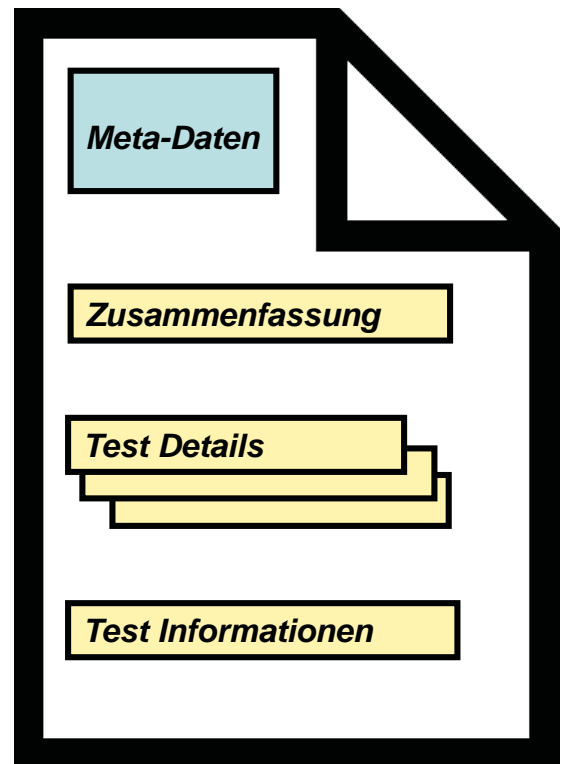 Meta-Daten
Zusammenfassung
Test Details
Test Informationen